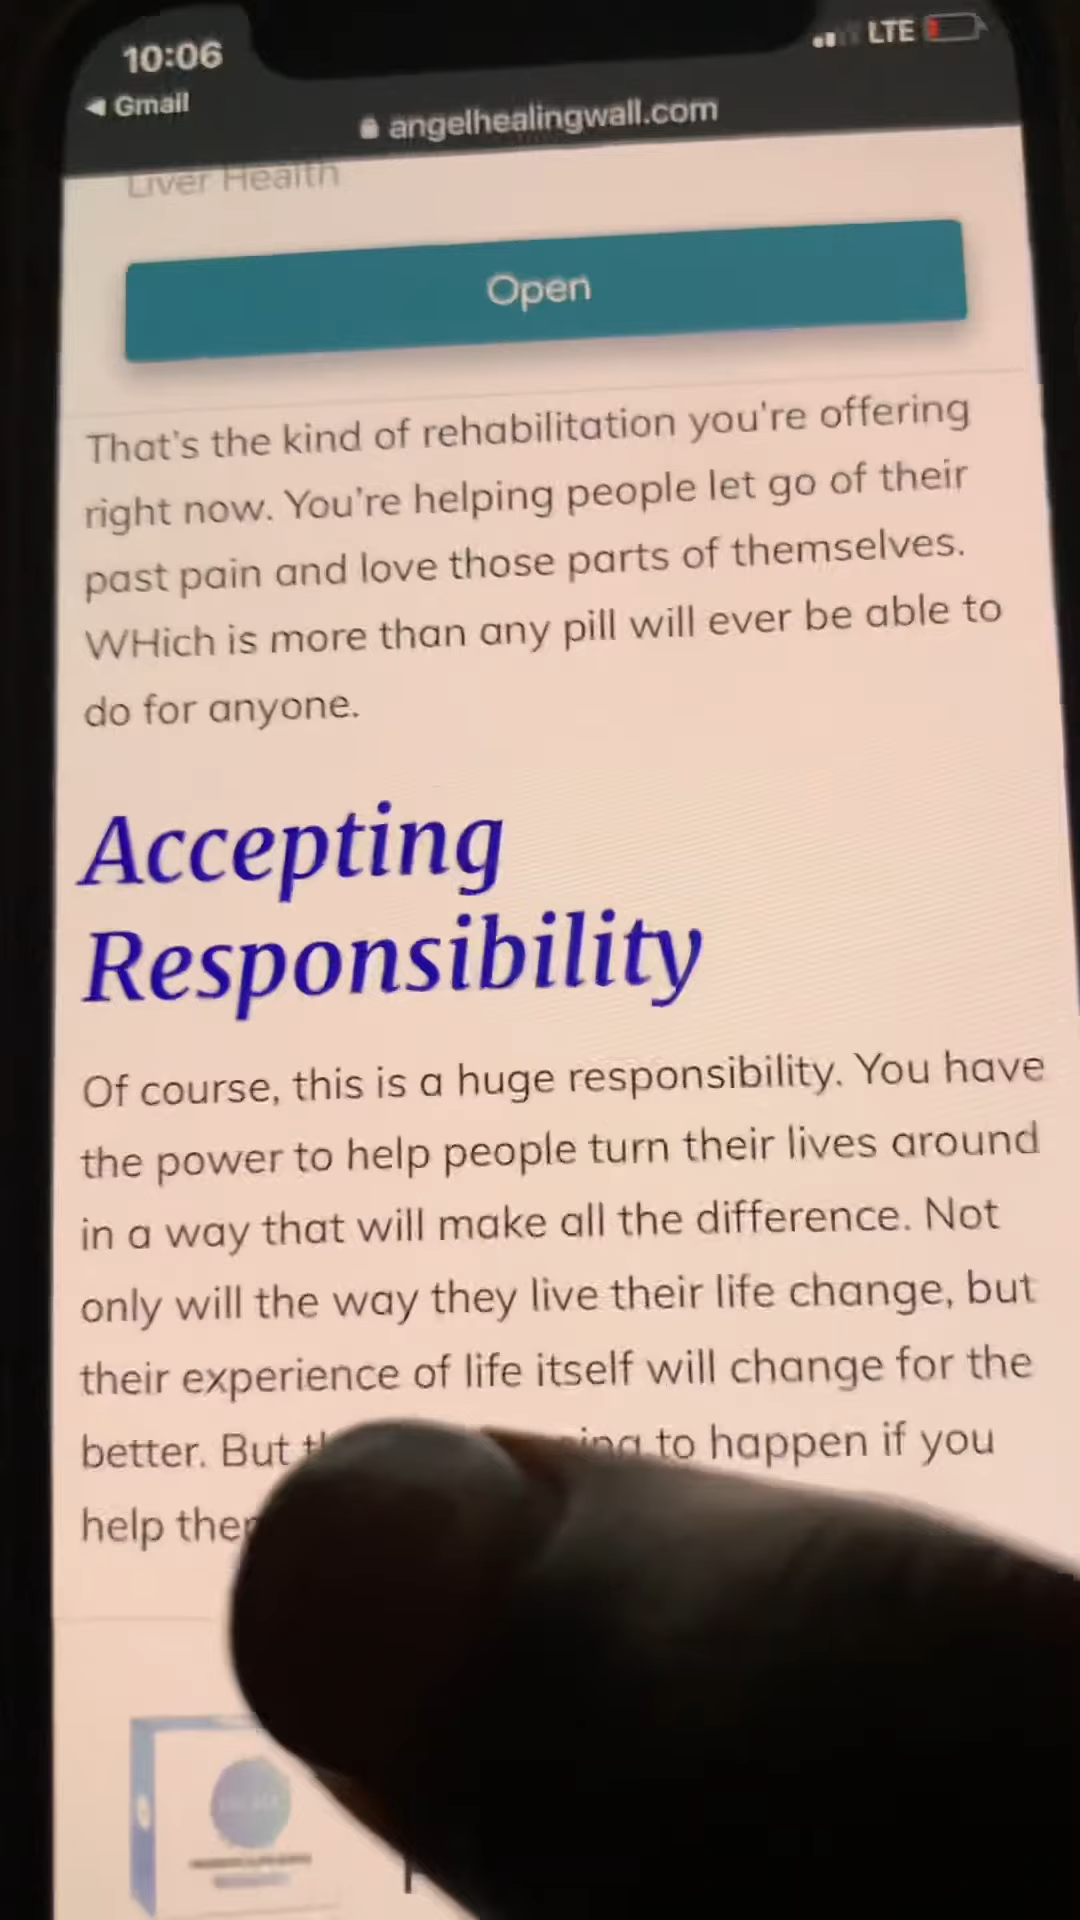 10:06
LTE
◀ Gmail
angelhealingwall.com
Liver Health
Open
That's the kind of rehabilitation you're offering
right now. You're helping people let go of their
past pain and love those parts of themselves.
WHich is more than any pill will ever be able to
do for anyone.
Accepting
Responsibility
Of course, this is a huge responsibility. You have
the power to help people turn their lives around
in a way that will make all the difference. Not
only will the way they live their life change, but
their experience of life itself will change for the
better. But to happen if you
help